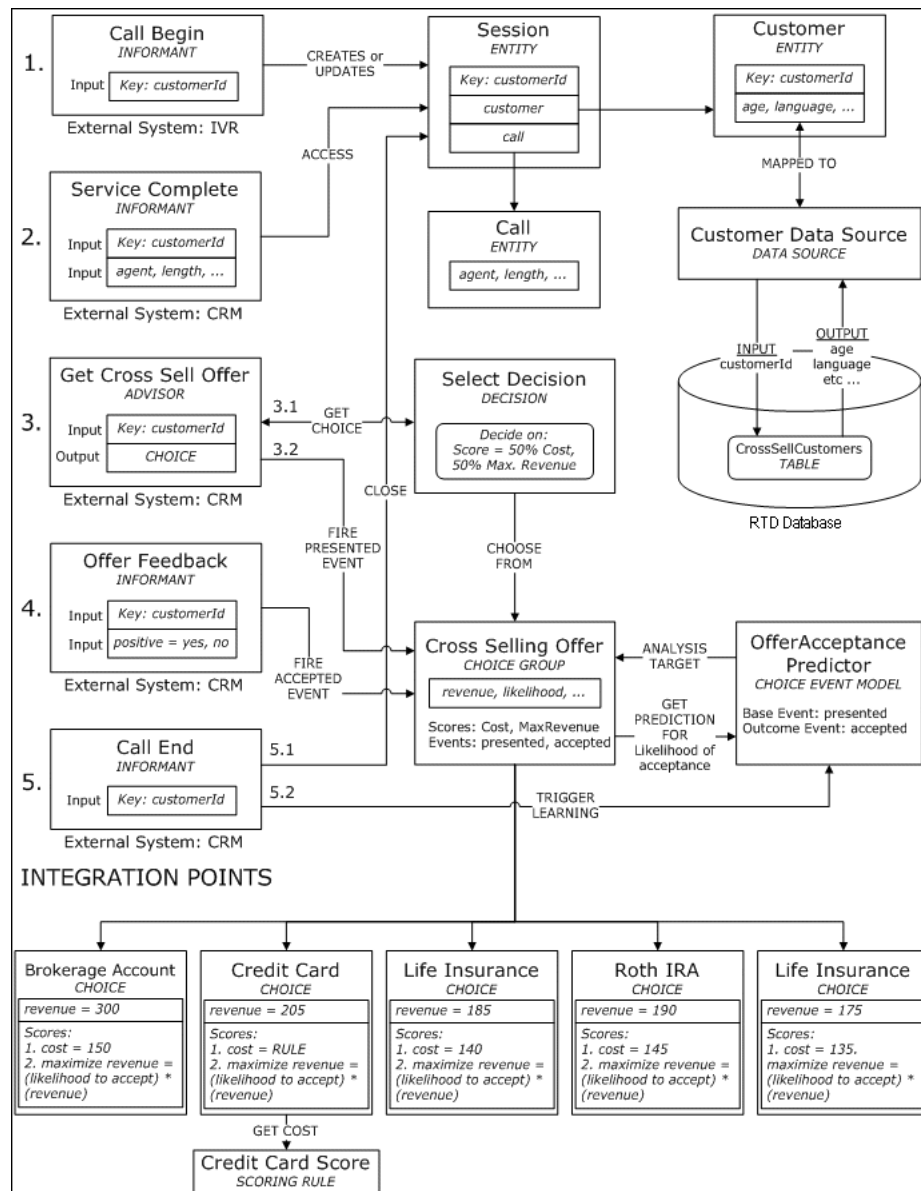 1.
Call Begin
INFORMANT
Input
Key: customerId
External System: IVR
CREATES or
UPDATES
Session
ENTITY
Key: customerId
customer
call
Customer
ENTITY
Key: customerId
age, language, ...
ACCESS
MAPPED TO
2.
Service Complete
INFORMANT
Input
Key: customerId
Input
agent, length, ...
External System: CRM
Call
ENTITY
agent, length, ...
Customer Data Source
DATA SOURCE
INPUT
customerId
OUTPUT
age
language
etc ...
CrossSellCustomers
TABLE
RTD Database
3.
Get Cross Sell Offer
ADVISOR
Input
Key: customerId
Output
CHOICE
External System: CRM
3.1
GET
CHOICE
3.2
Select Decision
DECISION
Decide on:
Score = 50% Cost,
50% Max. Revenue
CLOSE
FIRE
PRESENTED
EVENT
CHOOSE
FROM
4.
Offer Feedback
INFORMANT
Input
Key: customerId
Input
positive = yes, no
External System: CRM
FIRE
ACCEPTED
EVENT
Cross Selling Offer
CHOICE GROUP
revenue, likelihood, ...
Scores: Cost, MaxRevenue
Events: presented, accepted
ANALYSIS
TARGET
GET
PREDICTION
FOR
Likelihood of
acceptance
OfferAcceptance
Predictor
CHOICE EVENT MODEL
Base Event: presented
Outcome Event: accepted
5.
Call End
INFORMANT
Input
Key: customerId
External System: CRM
5.1
5.2
TRIGGER
LEARNING
INTEGRATION POINTS
Brokerage Account
CHOICE
revenue = 300
Scores:
1. cost = 150
2. maximize revenue =
(likelihood to accept) *
(revenue)
Credit Card
CHOICE
revenue = 205
Scores:
1. cost = RULE
2. maximize revenue =
(likelihood to accept) *
(revenue)
Life Insurance
CHOICE
revenue = 185
Scores:
1. cost = 140
2. maximize revenue =
(likelihood to accept) *
(revenue)
Roth IRA
CHOICE
revenue = 190
Scores:
1. cost = 145
2. maximize revenue =
(likelihood to accept) *
(revenue)
Life Insurance
CHOICE
revenue = 175
Scores:
1. cost = 135.
maximize revenue =
(likelihood to accept) *
(revenue)
GET COST
Credit Card Score
SCORING RULE